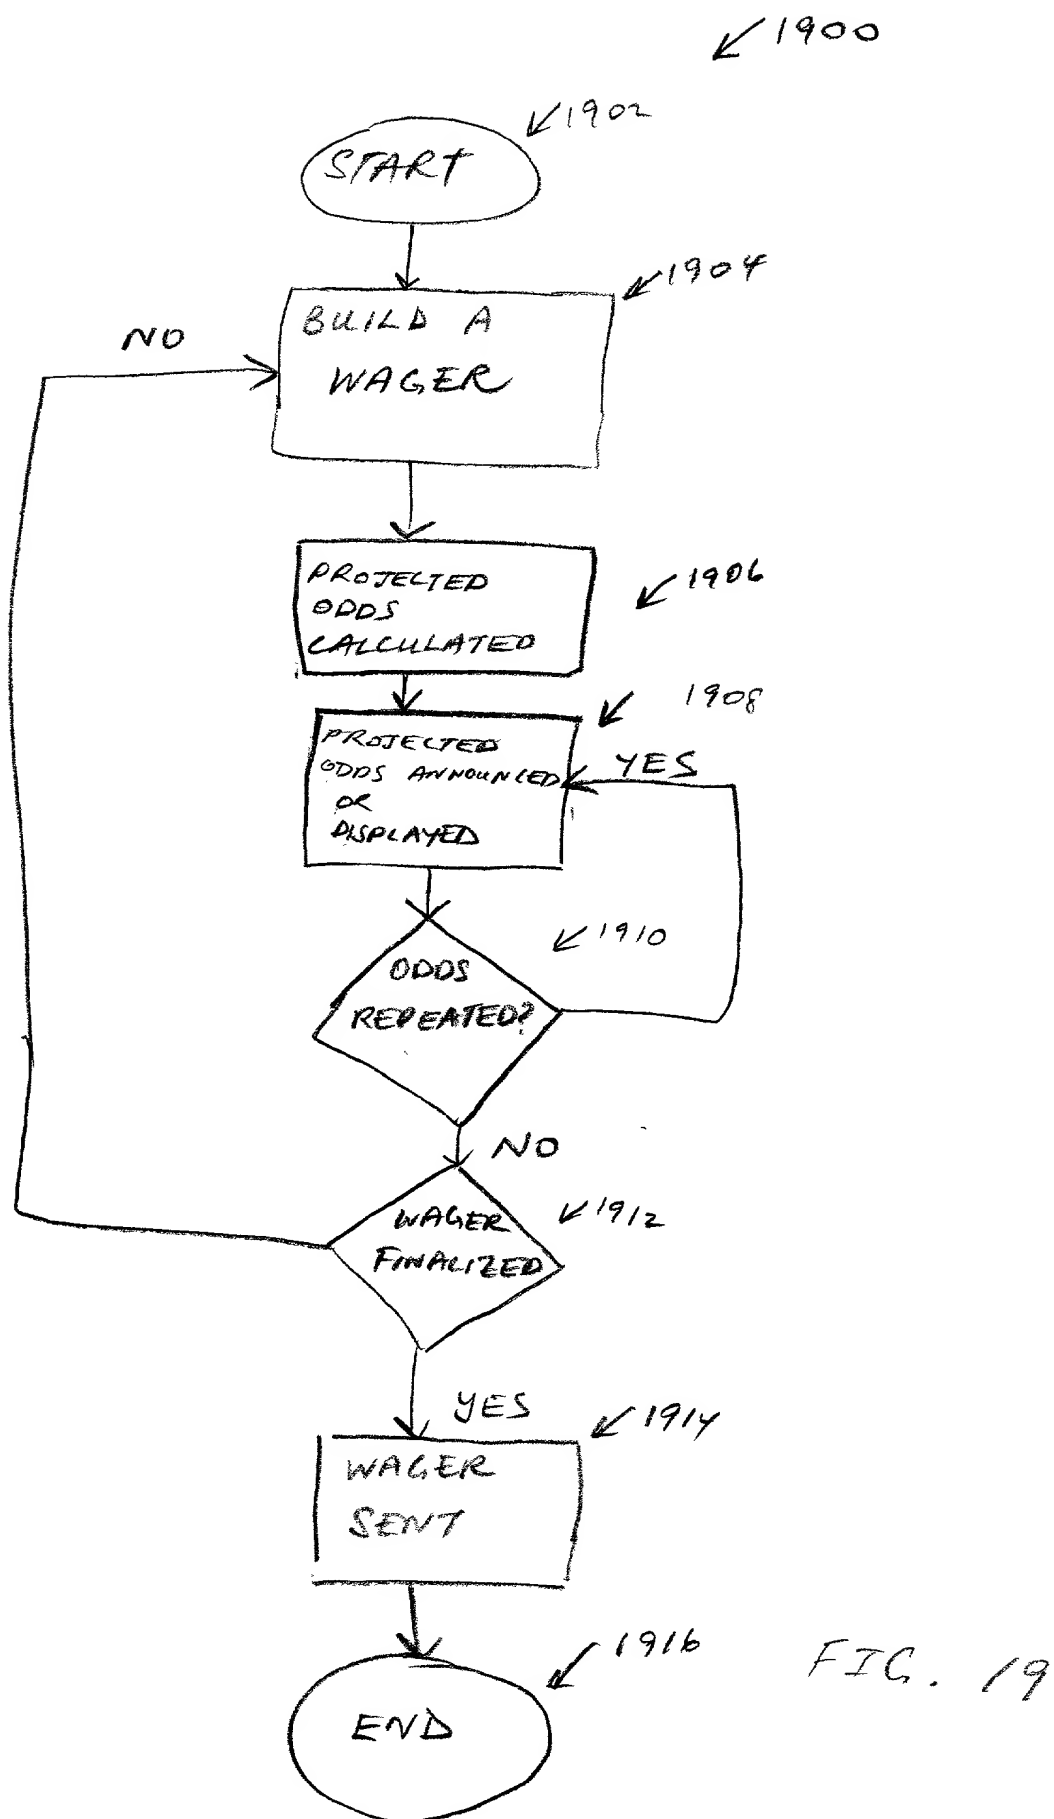 1900
1902
START
1904
NO
BUILD A
WAGER
1906
PROJECTED
ODDS
CALCULATED
1908
PROJECTED
YES
ODDS ANNOUNCED
OR
DISPLAYED
1910
ODDS
REPEATED?
NO
1912
WAGER
FINALIZED
YES
1914
WAGER
SENT
1916
END
FIG. 19